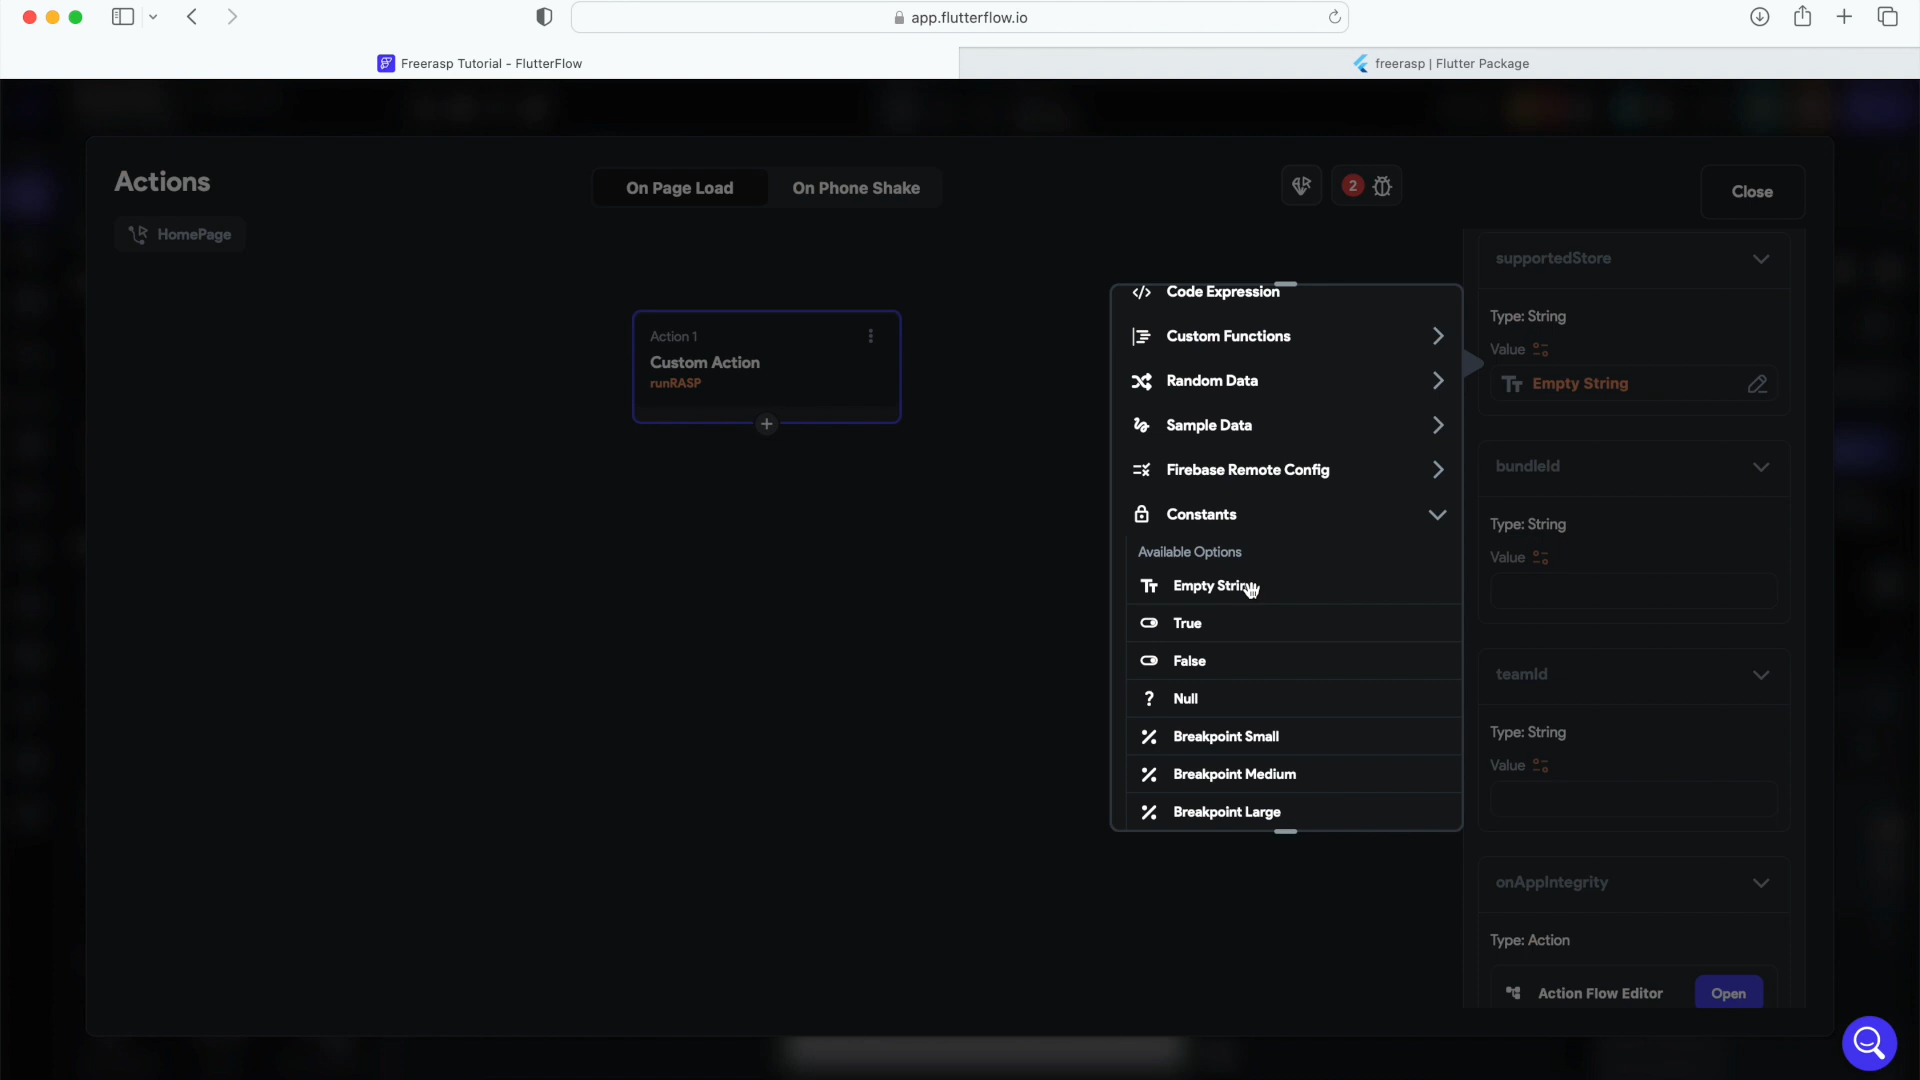 app.flutterflow.io
Freerasp Tutorial - FlutterFlow
freerasp | Flutter Package
Actions
On Page Load
On Phone Shake
2
Close
HomePage
Action 1
Custom Action
runRASP
Code Expression
Custom Functions
Random Data
Sample Data
Firebase Remote Config
Constants
Available Options
Empty String
True
False
Null
Breakpoint Small
Breakpoint Medium
Breakpoint Large
supportedStore
Type: String
Value
Empty String
bundleId
Type: String
Value
teamId
Type: String
Value
onAppIntegrity
Type: Action
Action Flow Editor
Open